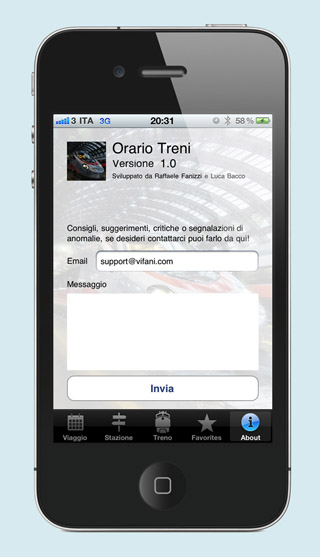 3 ITA 3G 20:31 58%
Orario Treni
Versione 1.0
Sviluppato da Raffaele Fanizzi e Luca Bacco
Consigli, suggerimenti, critiche o segnalazioni di
anomalie, se desideri contattarci puoi farlo da qui!
Email support@vifani.com
Messaggio
Invia
Viaggio Stazione Treno Favorites About